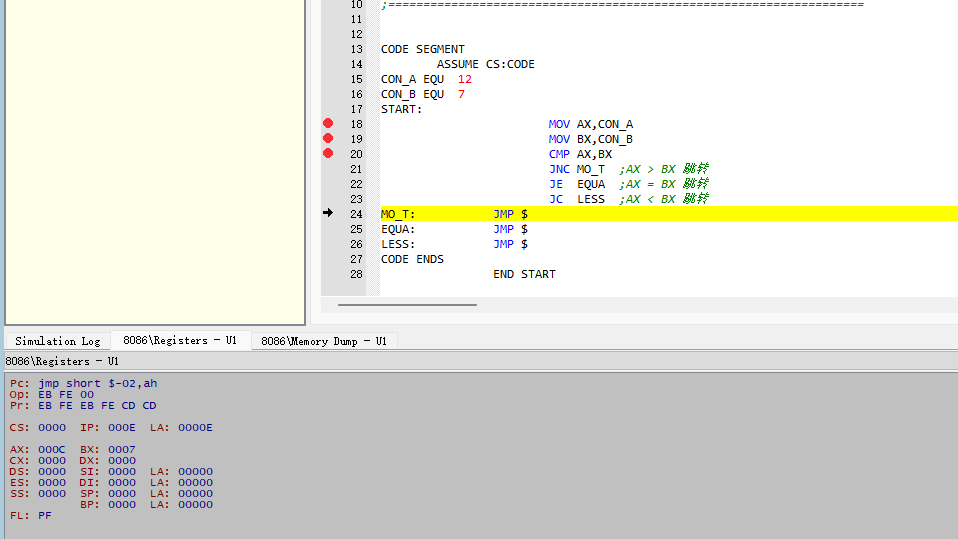 10 ;====================================================================
11
12
13 CODE SEGMENT
14 ASSUME CS:CODE
15 CON_A EQU 12
16 CON_B EQU 7
17 START:
18 MOV AX,CON_A
19 MOV BX,CON_B
20 CMP AX,BX
21 JNC MO_T ;AX > BX 跳转
22 JE EQUA ;AX = BX 跳转
23 JC LESS ;AX < BX 跳转
24 MO_T: JMP $
25 EQUA: JMP $
26 LESS: JMP $
27 CODE ENDS
28 END START
Simulation Log 8086\Registers - U1 8086\Memory Dump - U1
8086\Registers - U1
Pc: jmp short $-02,ah
Op: EB FE 00
Pr: EB FE EB FE CD CD
CS: 0000 IP: 000E LA: 0000E
AX: 000C BX: 0007
CX: 0000 DX: 0000
DS: 0000 SI: 0000 LA: 00000
ES: 0000 DI: 0000 LA: 00000
SS: 0000 SP: 0000 LA: 00000
BP: 0000 LA: 00000
FL: PF